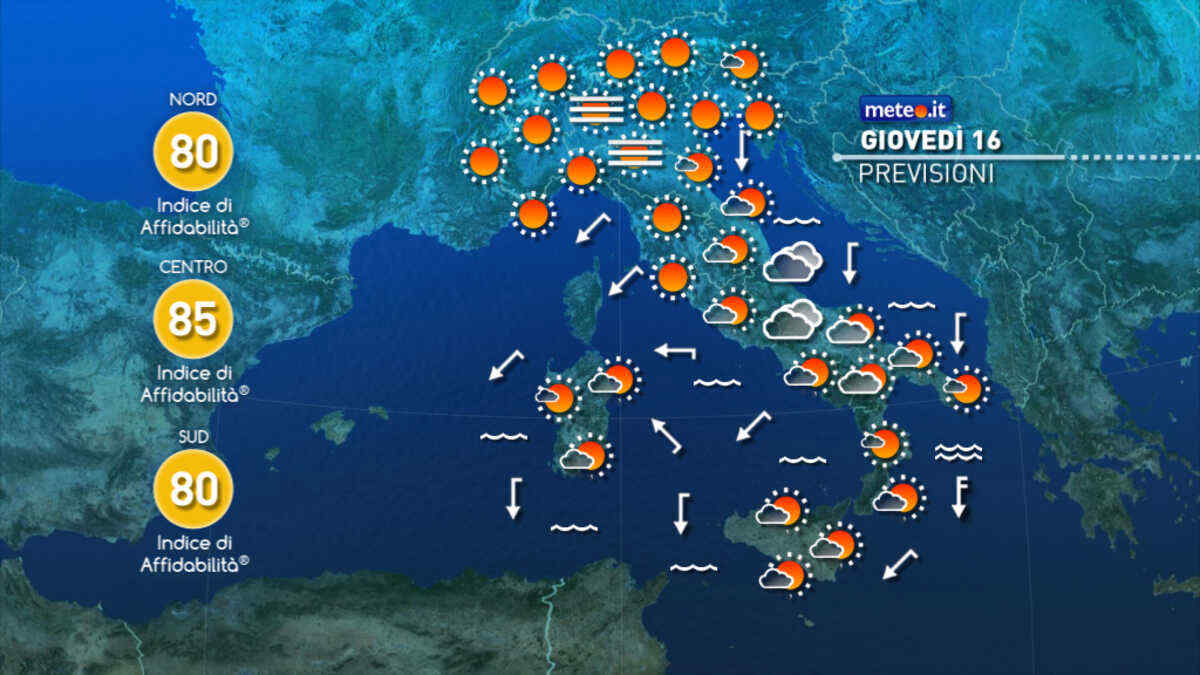 NORD
80
Indice di
Affidabilità®
CENTRO
85
Indice di
Affidabilità®
SUD
80
Indice di
Affidabilità®
meteo.it
GIOVEDÌ 16
PREVISIONI